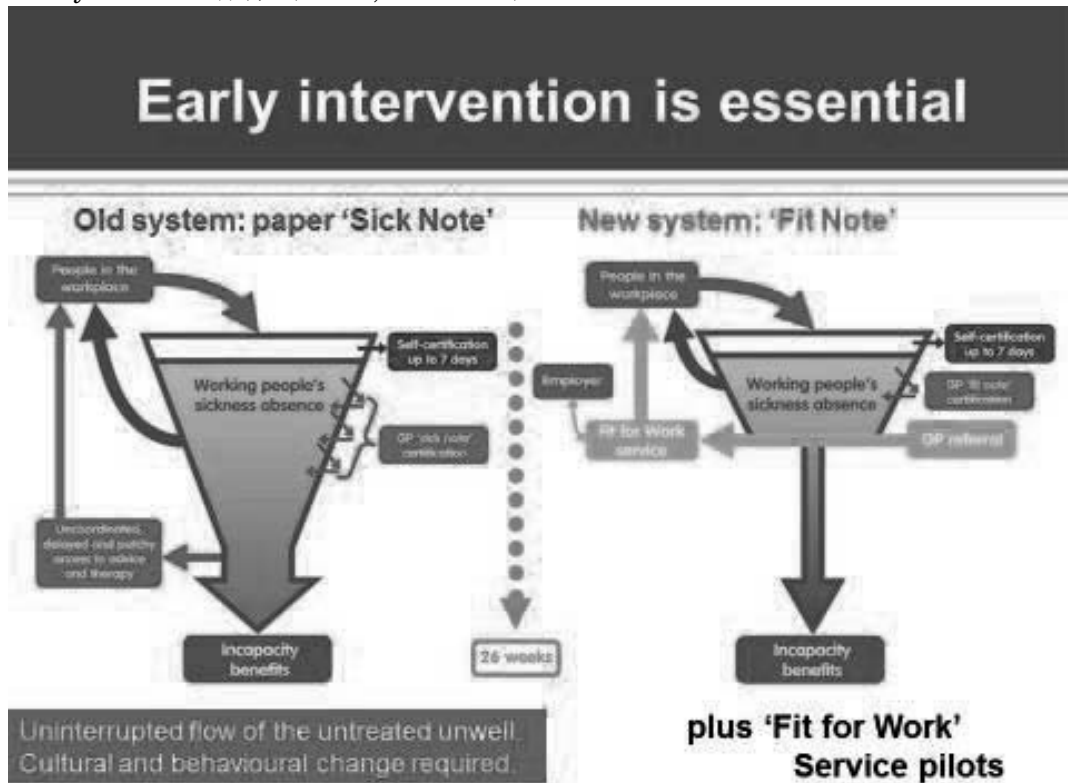 Early intervention is essential
Old system: paper 'Sick Note'
People in the
workplace
Self-certification
up to 7 days
Working people's
sickness absence
GP 'sick note'
certification
Uncoordinated,
delayed and patchy
access to advice
and therapy
Incapacity
benefits
26 weeks
Uninterrupted flow of the untreated unwell.
Cultural and behavioural change required.
New system: 'Fit Note'
People in the
workplace
Self-certification
up to 7 days
Employer
Working people's
sickness absence
GP 'fit note'
certification
Fit for Work
service
GP referral
Incapacity
benefits
plus 'Fit for Work'
Service pilots